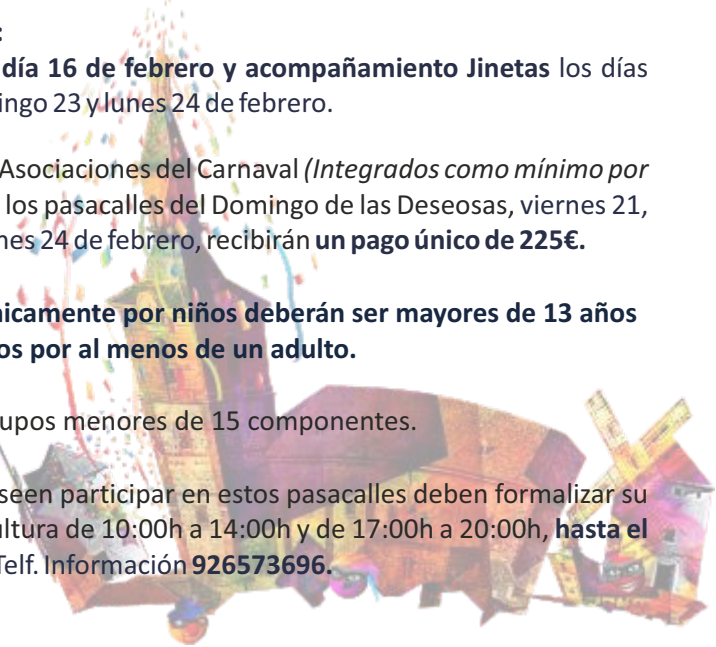 :
día 16 de febrero y acompañamiento Jinetas los días
ingo 23 y lunes 24 de febrero.
Asociaciones del Carnaval (Integrados como mínimo por
los pasacalles del Domingo de las Deseosas, viernes 21,
nes 24 de febrero, recibirán un pago único de 225€.
nicamente por niños deberán ser mayores de 13 años
os por al menos de un adulto.
upos menores de 15 componentes.
seen participar en estos pasacalles deben formalizar su
ultura de 10:00h a 14:00h y de 17:00h a 20:00h, hasta el
Telf. Información 926573696.